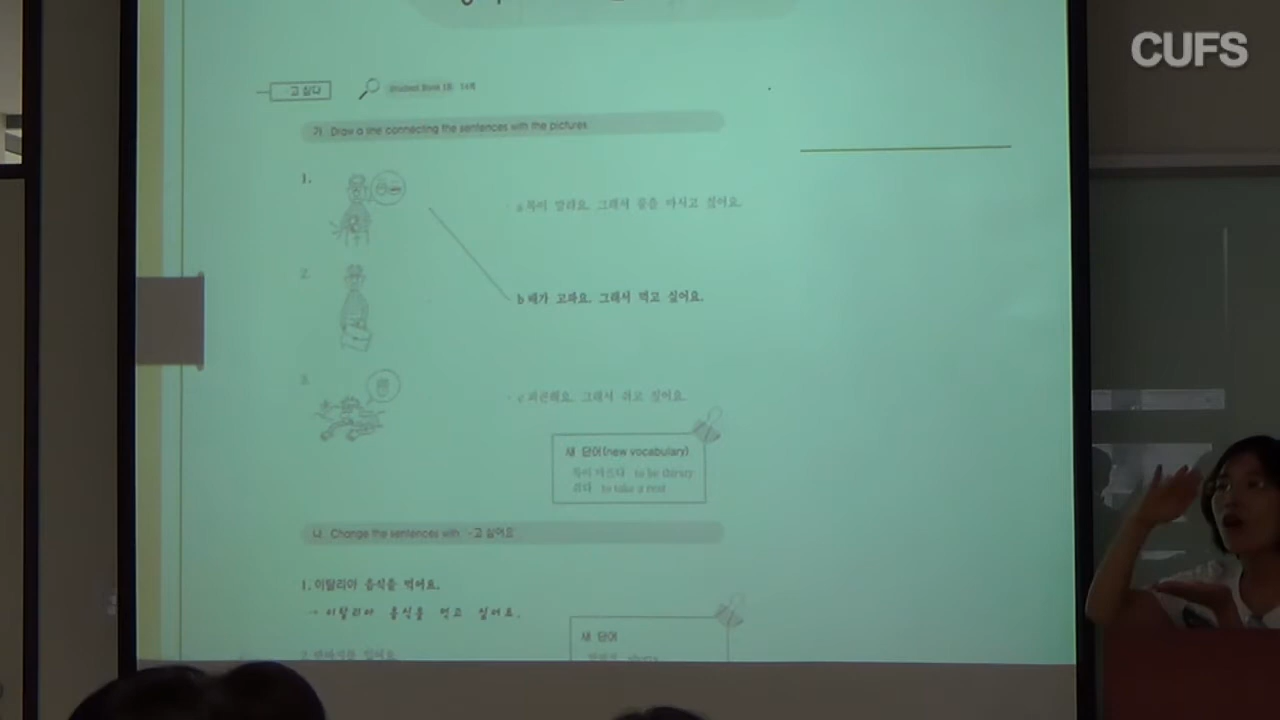 CUFS
-고 싶다
Student Book 1B
가 Draw a line connecting the sentences with the pictures.
1.
a 목이 말라요. 그래서 물을 마시고 싶어요.
2.
b 배가 고파요. 그래서 먹고 싶어요.
3.
c 피곤해요. 그래서 쉬고 싶어요.
새 단어(new vocabulary)
목이 마르다 to be thirsty
쉬다 to take a rest
나 Change the sentences with -고 싶어요
1. 이탈리아 음식을 먹어요.
→ 이탈리아 음식을 먹고 싶어요.
새 단어
2.